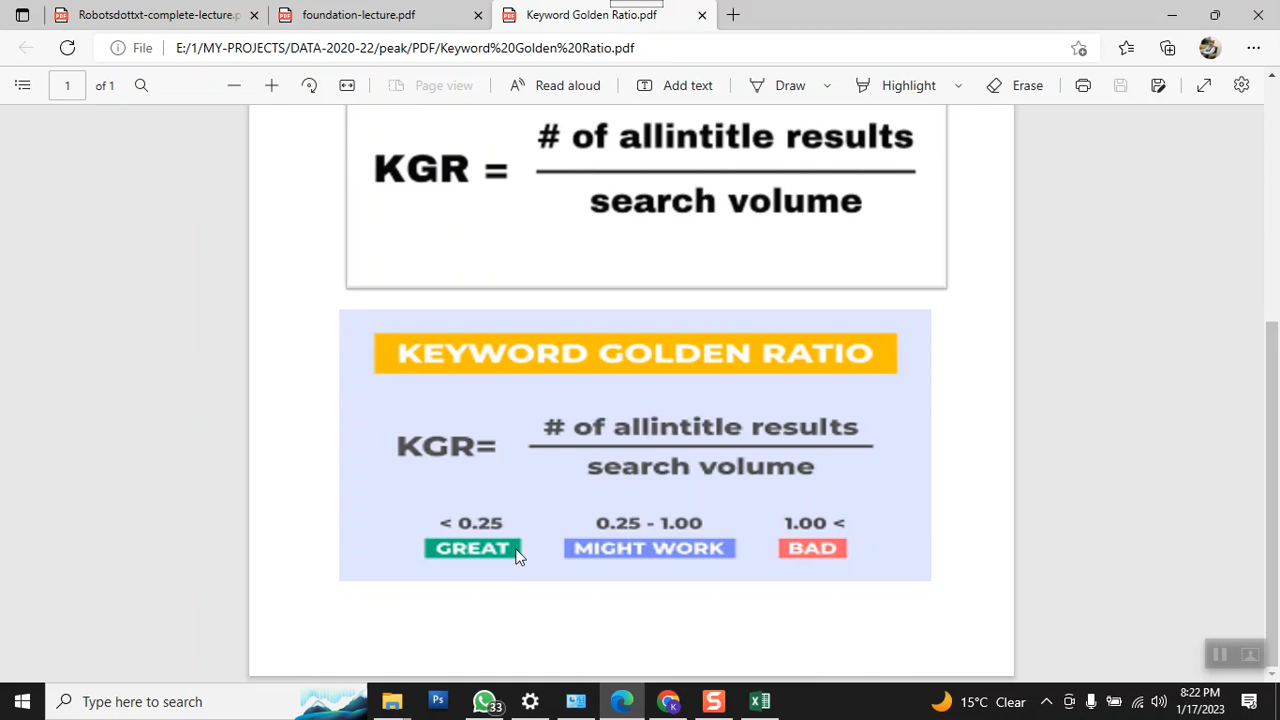 Robotsdottxt-complete-lecture.p
foundation-lecture.pdf
Keyword Golden Ratio.pdf
File
E:/1/MY-PROJECTS/DATA-2020-22/peak/PDF/Keyword%20Golden%20Ratio.pdf
1 of 1
Page view
Read aloud
Add text
Draw
Highlight
Erase
# of allintitle results
KGR =
search volume
KEYWORD GOLDEN RATIO
# of allintitle results
KGR=
search volume
< 0.25 0.25 - 1.00 1.00 <
GREAT MIGHT WORK BAD
Type here to search
Ps
33
K
S
15°C Clear
8:22 PM
1/17/2023